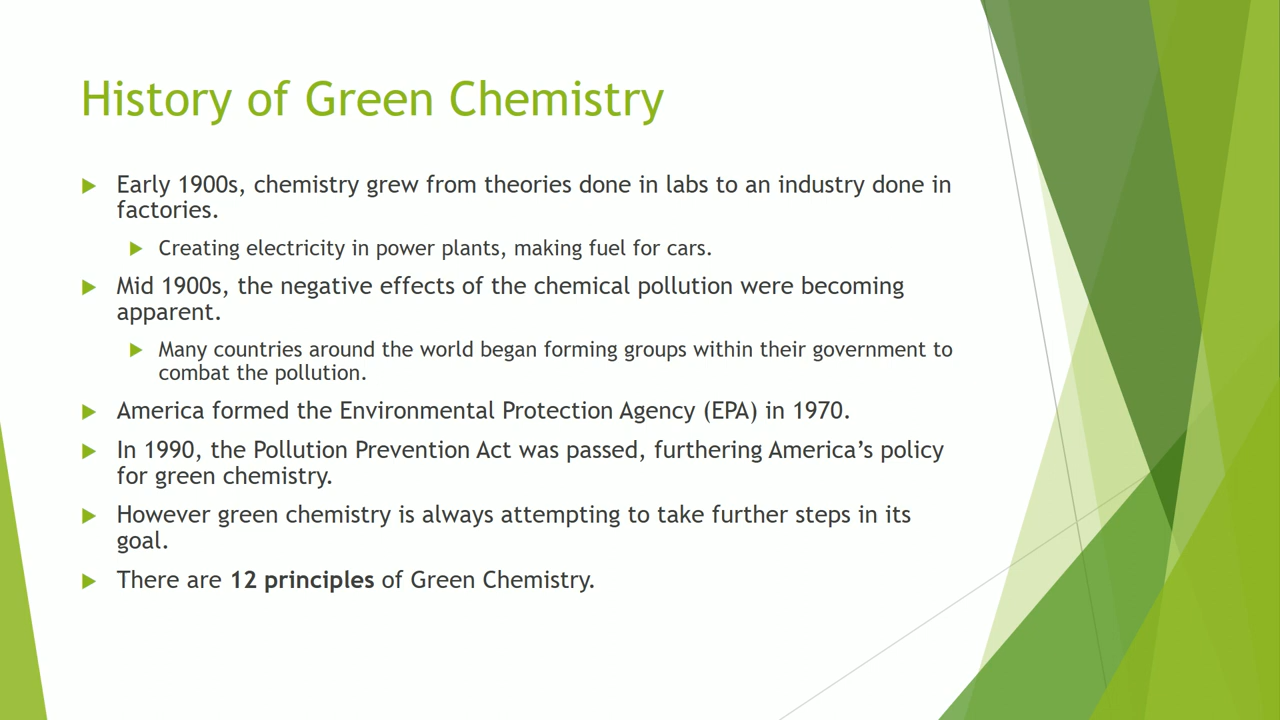 History of Green Chemistry
Early 1900s, chemistry grew from theories done in labs to an industry done in
factories.
Creating electricity in power plants, making fuel for cars.
Mid 1900s, the negative effects of the chemical pollution were becoming
apparent.
Many countries around the world began forming groups within their government to
combat the pollution.
America formed the Environmental Protection Agency (EPA) in 1970.
In 1990, the Pollution Prevention Act was passed, furthering America’s policy
for green chemistry.
However green chemistry is always attempting to take further steps in its
goal.
There are 12 principles of Green Chemistry.